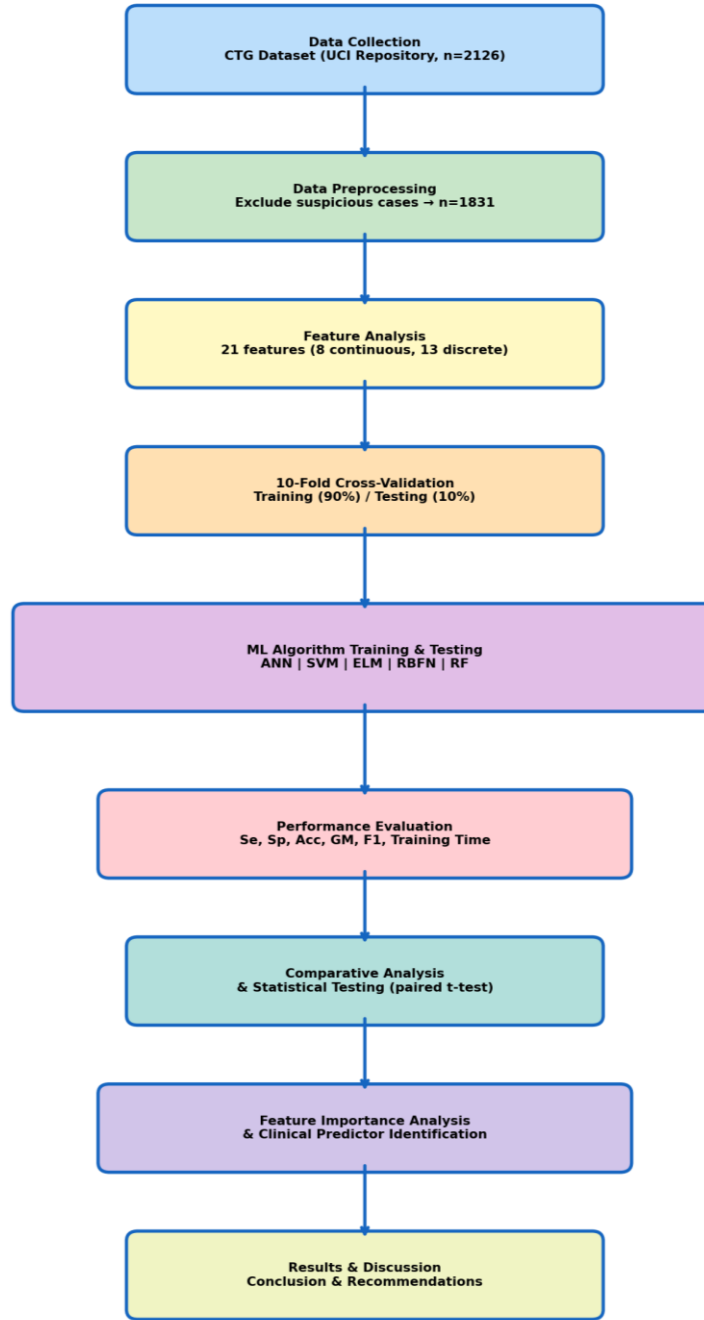 Data Collection
CTG Dataset (UCI Repository, n=2126)
Data Preprocessing
Exclude suspicious cases → n=1831
Feature Analysis
21 features (8 continuous, 13 discrete)
10-Fold Cross-Validation
Training (90%) / Testing (10%)
ML Algorithm Training & Testing
ANN | SVM | ELM | RBFN | RF
Performance Evaluation
Se, Sp, Acc, GM, F1, Training Time
Comparative Analysis
& Statistical Testing (paired t-test)
Feature Importance Analysis
& Clinical Predictor Identification
Results & Discussion
Conclusion & Recommendations